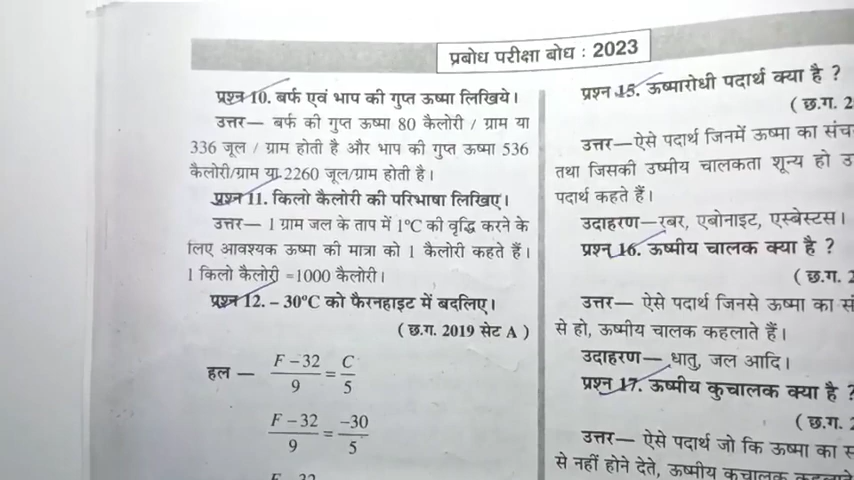 प्रबोध परीक्षा बोध : 2023
प्रश्न 10. बर्फ एवं भाप की गुप्त ऊष्मा लिखिये।
उत्तर— बर्फ की गुप्त ऊष्मा 80 कैलोरी / ग्राम या
336 जूल / ग्राम होती है और भाप की गुप्त ऊष्मा 536
कैलोरी/ग्राम या 2260 जूल/ग्राम होती है।
प्रश्न 11. किलो कैलोरी की परिभाषा लिखिए।
उत्तर— 1 ग्राम जल के ताप में 1°C की वृद्धि करने के
लिए आवश्यक ऊष्मा की मात्रा को 1 कैलोरी कहते हैं।
1 किलो कैलोरी =1000 कैलोरी।
प्रश्न 12. – 30°C को फैरनहाइट में बदलिए।
(छ.ग. 2019 सेट A )
हल — F – 32 / 9 = C / 5
F – 32 / 9 = –30 / 5
F 32
प्रश्न 15. ऊष्मारोधी पदार्थ क्या है ?
( छ.ग. 2
उत्तर—ऐसे पदार्थ जिनमें ऊष्मा का संच
तथा जिसकी उष्मीय चालकता शून्य हो उ
पदार्थ कहते हैं।
उदाहरण—रबर, एबोनाइट, एस्बेस्टस।
प्रश्न 16. ऊष्मीय चालक क्या है ?
(छ.ग. 2
उत्तर— ऐसे पदार्थ जिनसे ऊष्मा का सं
से हो, ऊष्मीय चालक कहलाते हैं।
उदाहरण— धातु, जल आदि।
प्रश्न 17. ऊष्मीय कुचालक क्या है ?
( छ.ग. 2
उत्तर— ऐसे पदार्थ जो कि ऊष्मा का स
से नहीं होने देते, ऊष्मीय कुचालक कहलाते